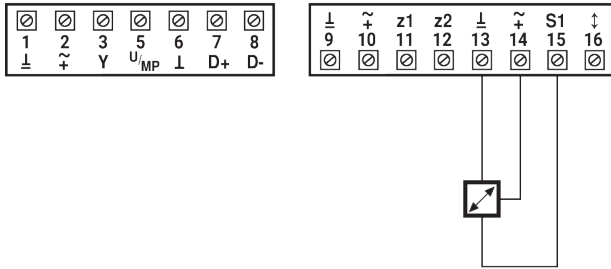 1 2 3 5 6 7 8
⊥ ~+ Y U/MP ⊥ D+ D-
⊥ ~+ z1 z2 ⊥ ~+ S1 ↕
9 10 11 12 13 14 15 16